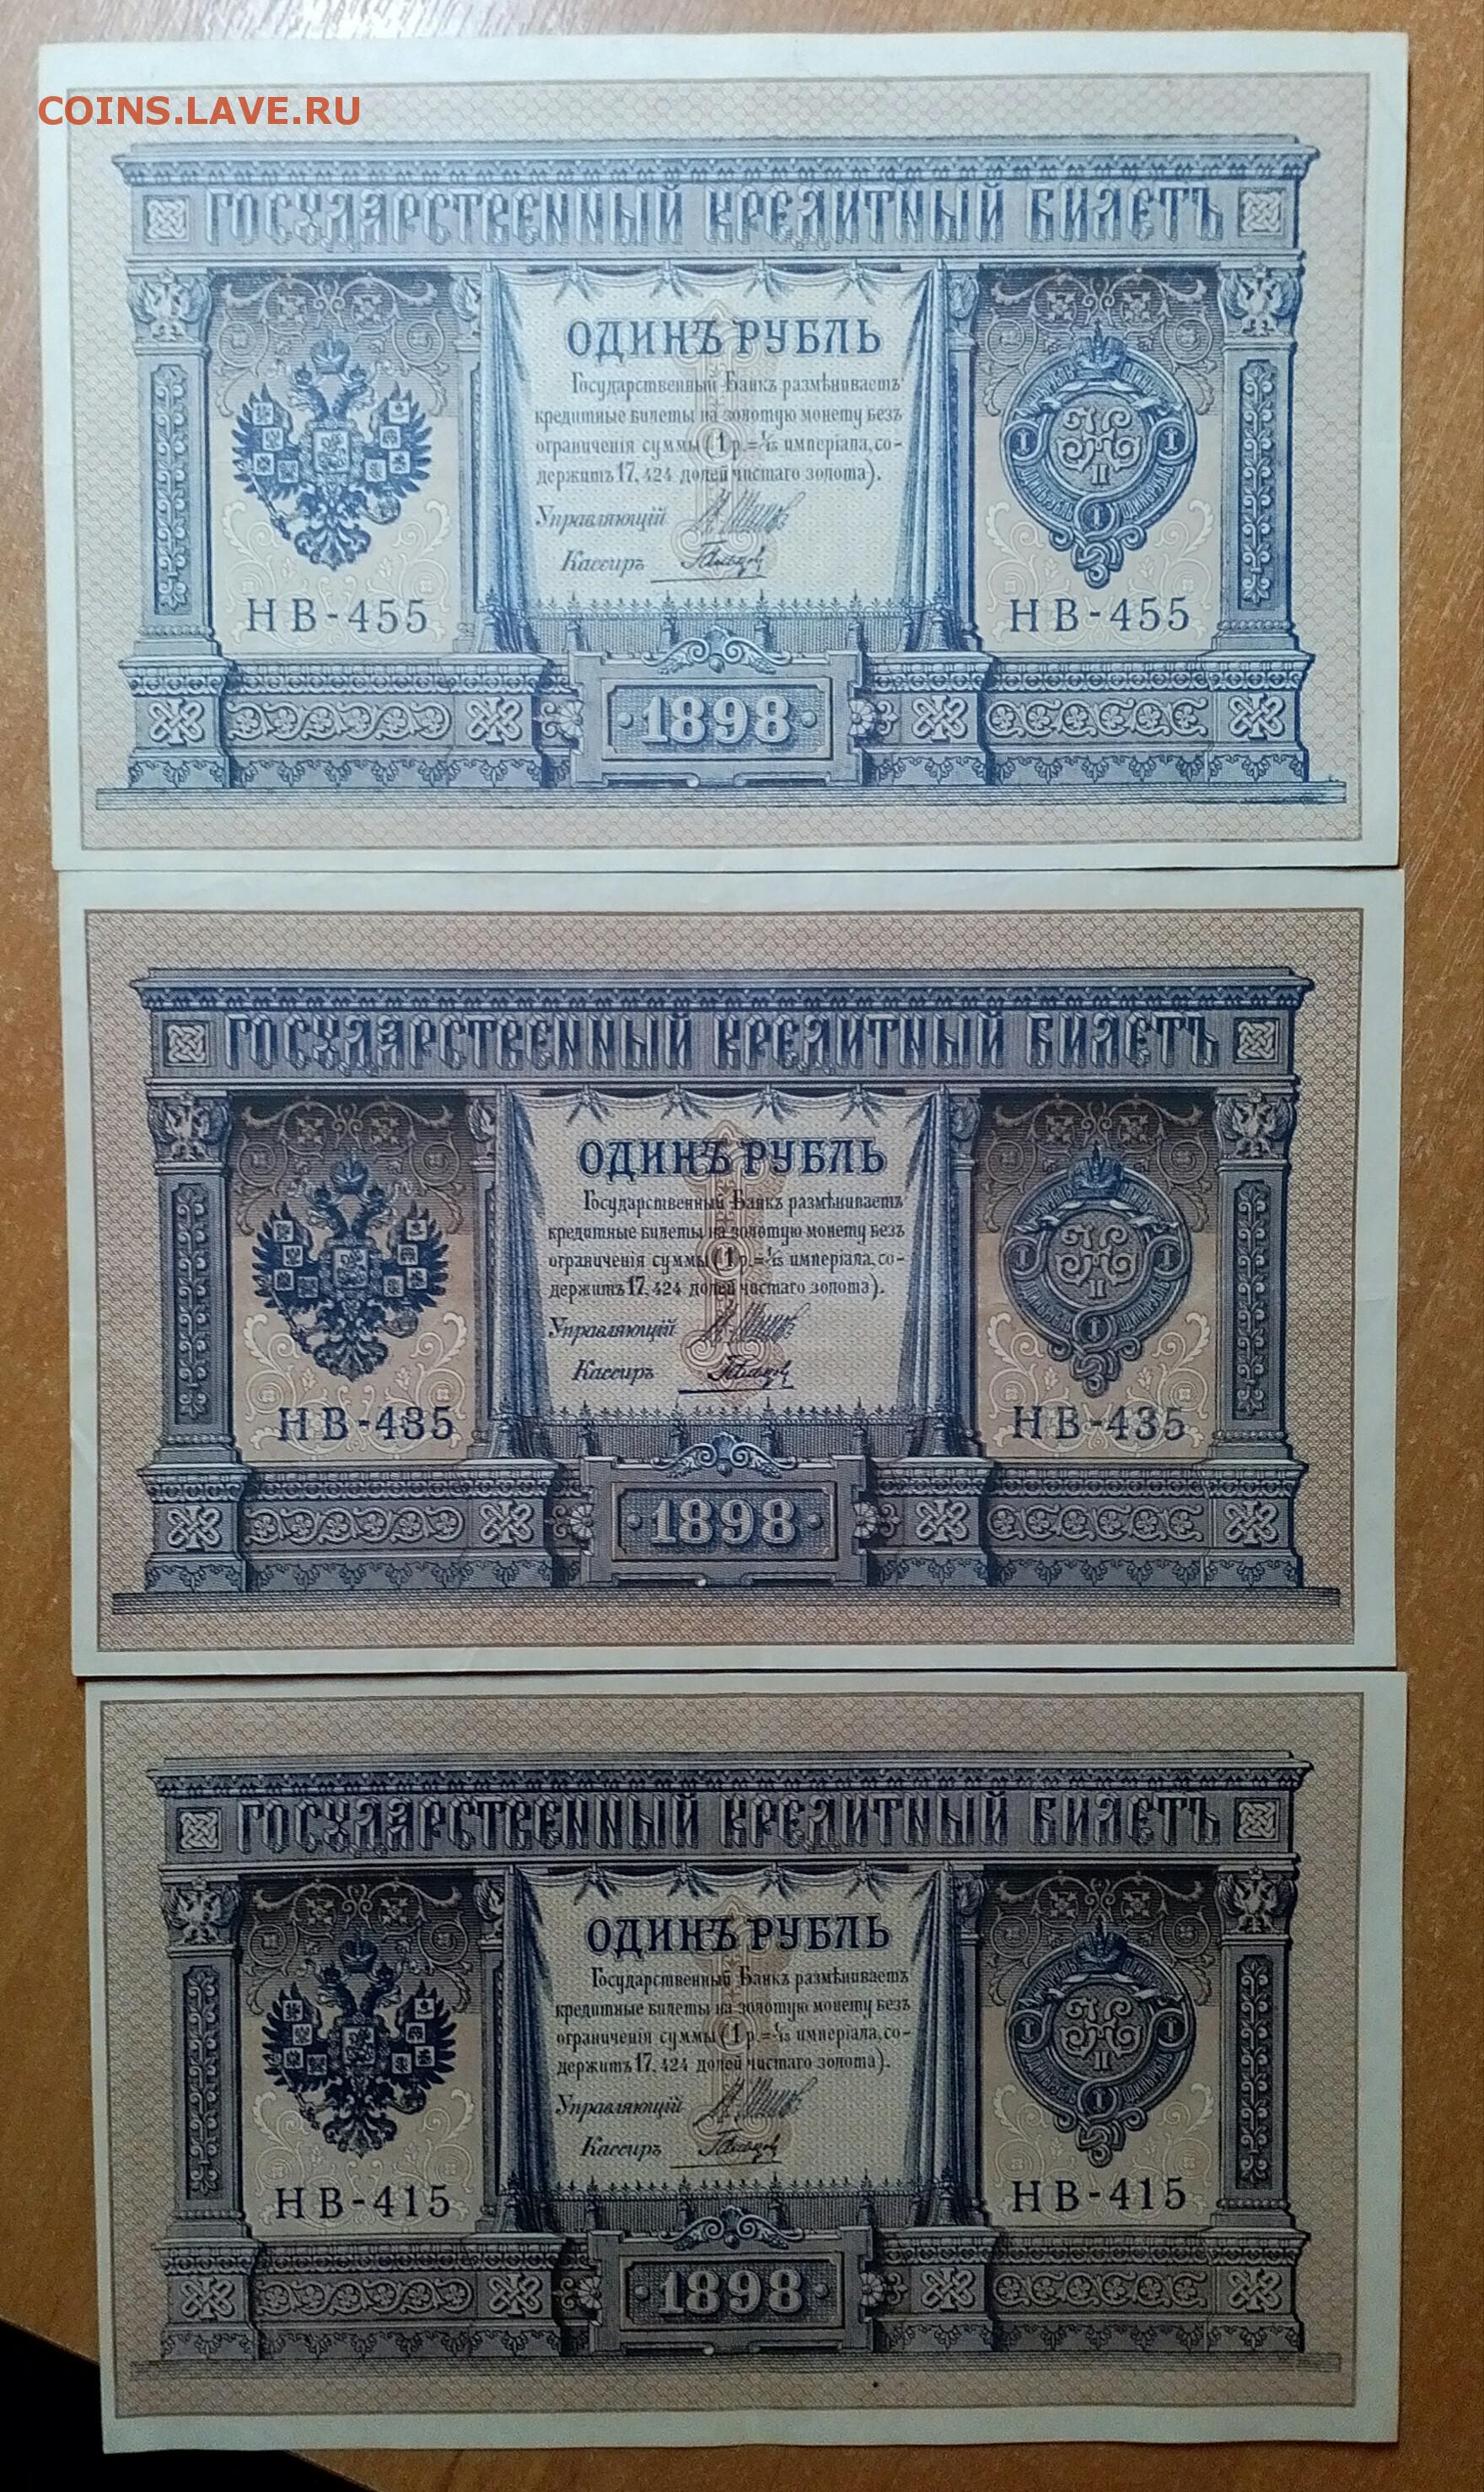 COINS.LAVE.RU
ГОСУДАРСТВЕННЫЙ КРЕДИТНЫЙ БИЛЕТЪ
ОДИНЪ РУБЛЬ
Государственный Банкъ размѣниваетъ
кредитные билеты на золотую монету безъ
ограниченія суммы (1 р.=1/15 имперіала, со-
держитъ 17,424 долей чистаго золота).
Управляющій
Кассиръ
НВ-455 НВ-455
·1898·
ГОСУДАРСТВЕННЫЙ КРЕДИТНЫЙ БИЛЕТЪ
ОДИНЪ РУБЛЬ
Государственный Банкъ размѣниваетъ
кредитные билеты на золотую монету безъ
ограниченія суммы (1 р.=1/15 имперіала, со-
держитъ 17,424 долей чистаго золота).
Управляющій
Кассиръ
НВ-435 НВ-435
·1898·
ГОСУДАРСТВЕННЫЙ КРЕДИТНЫЙ БИЛЕТЪ
ОДИНЪ РУБЛЬ
Государственный Банкъ размѣниваетъ
кредитные билеты на золотую монету безъ
ограниченія суммы (1 р.=1/15 имперіала, со-
держитъ 17,424 долей чистаго золота).
Управляющій
Кассиръ
НВ-415 НВ-415
·1898·